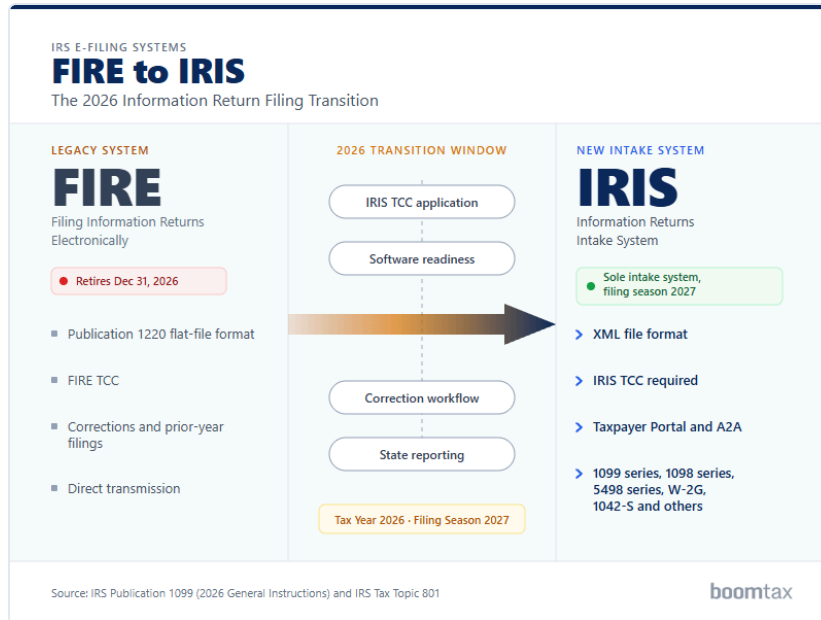 IRS E-FILING SYSTEMS
FIRE to IRIS
The 2026 Information Return Filing Transition
LEGACY SYSTEM
FIRE
Filing Information Returns
Electronically
Retires Dec 31, 2026
Publication 1220 flat-file format
FIRE TCC
Corrections and prior-year
filings
Direct transmission
2026 TRANSITION WINDOW
IRIS TCC application
Software readiness
Correction workflow
State reporting
Tax Year 2026 · Filing Season 2027
NEW INTAKE SYSTEM
IRIS
Information Returns
Intake System
Sole intake system,
filing season 2027
XML file format
IRIS TCC required
Taxpayer Portal and A2A
1099 series, 1098 series,
5498 series, W-2G,
1042-S and others
Source: IRS Publication 1099 (2026 General Instructions) and IRS Tax Topic 801
boomtax